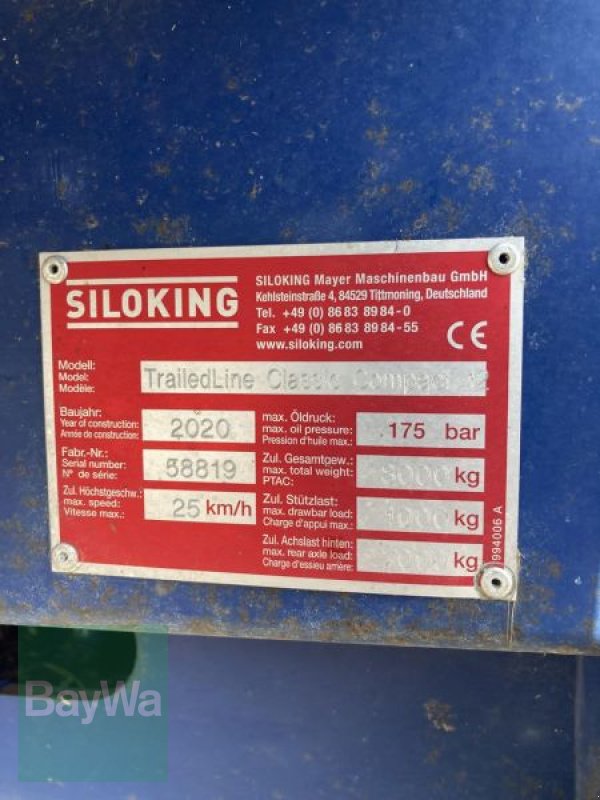 SILOKING
SILOKING Mayer Maschinenbau GmbH
Kehlsteinstraße 4, 84529 Tittmoning, Deutschland
Tel. +49 (0) 86 83 89 84-0
Fax +49 (0) 86 83 89 84-55
www.siloking.com
CE
Modell:
Model:
Modèle:
TrailedLine Classic Compact
Baujahr:
Year of construction:
Année de construction:
2020
max. Öldruck:
max. oil pressure:
Pression d'huile max.:
175 bar
Fabr.-Nr.:
Serial number:
N° de série:
58819
Zul. Gesamtgew.:
max. total weight:
PTAC:
8000 kg
Zul. Höchstgeschw.:
max. speed:
Vitesse max.:
25 km/h
Zul. Stützlast:
max. drawbar load:
Charge d'appui max.:
1000 kg
Zul. Achslast hinten:
max. rear axle load:
Charge d'essieu arrière:
kg
994006 A
BayWa